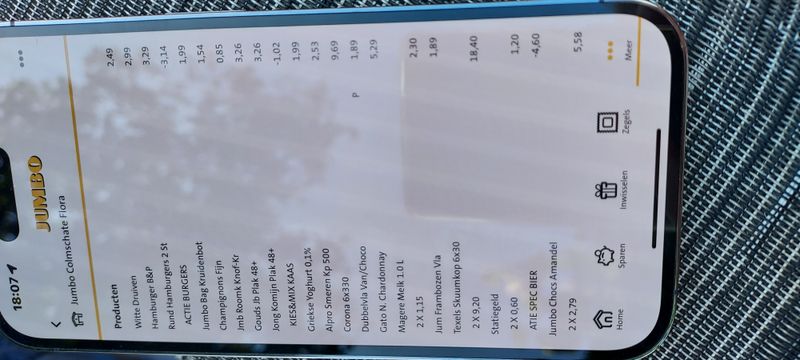 18:07
JUMBO
Jumbo Colmschate Flora
Producten
Witte Druiven 2,49
Hamburger B&P 2,99
Rund Hamburgers 2 St 3,29
ACTIE BURGERS -3,14
Jumbo Bag Kruidenbot 1,99
Champignons Fijn 1,54
Jmb Roomk Knof-Kr 0,85
Gouds Jb Plak 48+ 3,26
Jong Komijn Plak 48+ 3,26
KIES&MIX KAAS -1,02
Griekse Yoghurt 0,1% 1,99
Alpro Smeren Kp 500 2,53
Corona 6x330 9,69
Dubbelvla Van/Choco P 1,89
Gato N. Chardonnay 5,29
Magere Melk 1.0 L
2 X 1,15 2,30
Jum Frambozen Vla 1,89
Texels Skuumkop 6x30
2 X 9,20 18,40
Statiegeld
2 X 0,60 1,20
ATIE SPEC BIER -4,60
Jumbo Chocs Amandel
2 X 2,79 5,58
Home Sparen Inwisselen Zegels Meer